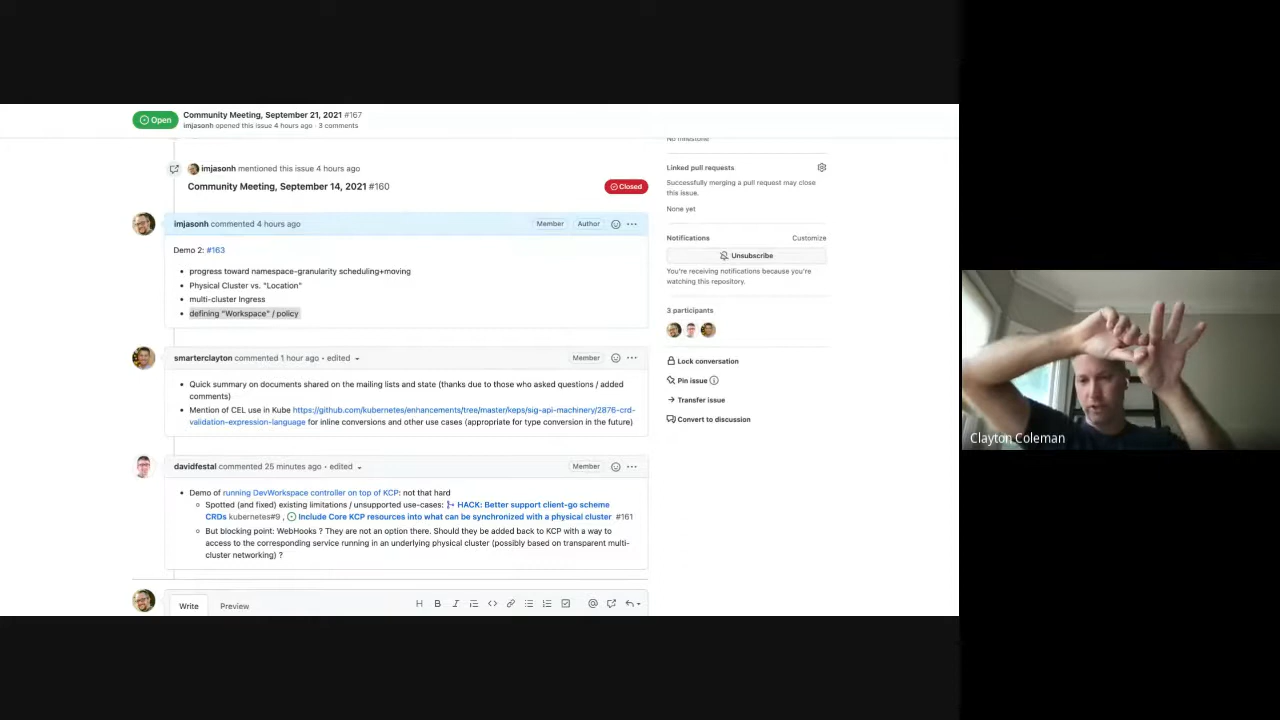 Open
Community Meeting, September 21, 2021 #167
imjasonh opened this issue 4 hours ago · 3 comments
imjasonh mentioned this issue 4 hours ago
Community Meeting, September 14, 2021 #160
Closed
imjasonh commented 4 hours ago
Member
Author
Demo 2: #163
• progress toward namespace-granularity scheduling+moving
• Physical Cluster vs. "Location"
• multi-cluster Ingress
• defining "Workspace" / policy
smarterclayton commented 1 hour ago · edited
Member
• Quick summary on documents shared on the mailing lists and state (thanks due to those who asked questions / added
comments)
• Mention of CEL use in Kube https://github.com/kubernetes/enhancements/tree/master/keps/sig-api-machinery/2876-crd-
validation-expression-language for inline conversions and other use cases (appropriate for type conversion in the future)
davidfestal commented 25 minutes ago · edited
Member
• Demo of running DevWorkspace controller on top of KCP: not that hard
Spotted (and fixed) existing limitations / unsupported use-cases: HACK: Better support client-go scheme
CRDs kubernetes#9 , Include Core KCP resources into what can be synchronized with a physical cluster #161
But blocking point: WebHooks ? They are not an option there. Should they be added back to KCP with a way to
access to the corresponding service running in an underlying physical cluster (possibly based on transparent multi-
cluster networking) ?
Write
Preview
No milestone
Linked pull requests
Successfully merging a pull request may close
this issue.
None yet
Notifications
Customize
Unsubscribe
You're receiving notifications because you're
watching this repository.
3 participants
Lock conversation
Pin issue
Transfer issue
Convert to discussion
Clayton Coleman